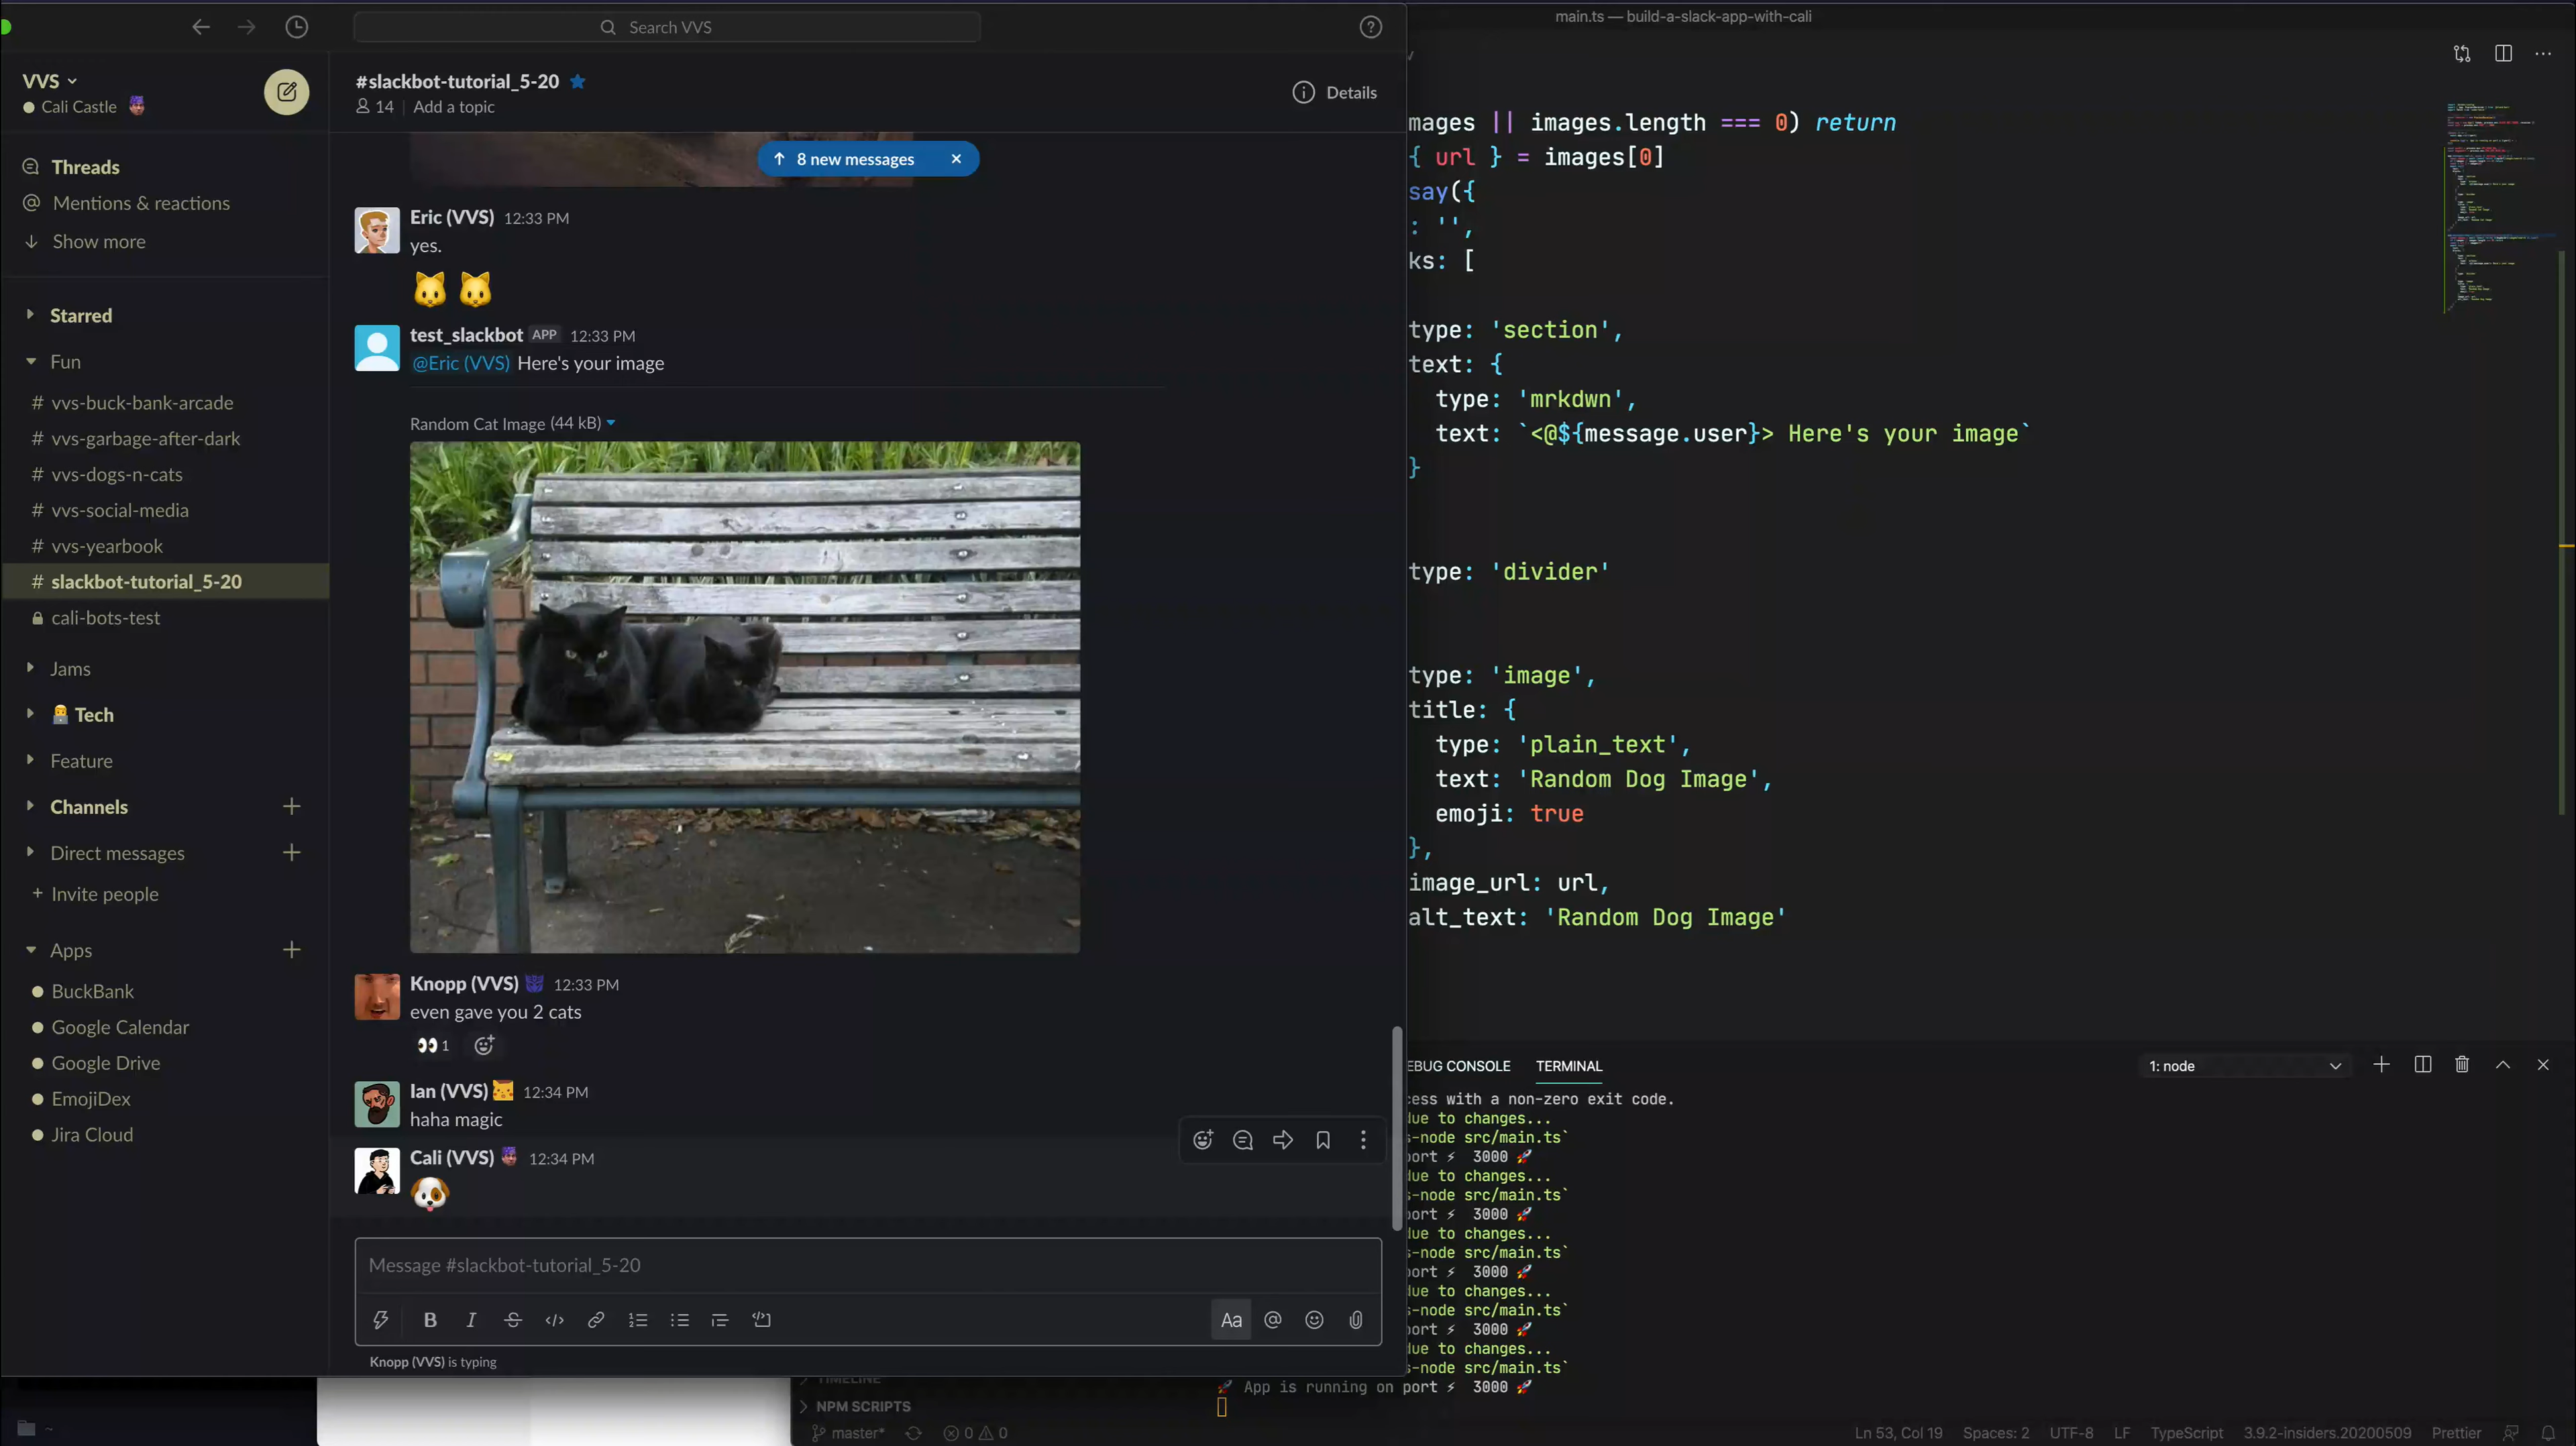 Search VVS
main.ts — build-a-slack-app-with-cali
VVS
Cali Castle
#slackbot-tutorial_5-20
14 | Add a topic
Details
Threads
Mentions & reactions
Show more
Starred
Fun
# vvs-buck-bank-arcade
# vvs-garbage-after-dark
# vvs-dogs-n-cats
# vvs-social-media
# vvs-yearbook
# slackbot-tutorial_5-20
cali-bots-test
Jams
Tech
Feature
Channels
Direct messages
+ Invite people
Apps
BuckBank
Google Calendar
Google Drive
EmojiDex
Jira Cloud
8 new messages
Eric (VVS) 12:33 PM
yes.
test_slackbot APP 12:33 PM
@Eric (VVS) Here's your image
Random Cat Image (44 kB)
Knopp (VVS) 12:33 PM
even gave you 2 cats
1
Ian (VVS) 12:34 PM
haha magic
Cali (VVS) 12:34 PM
Message #slackbot-tutorial_5-20
B I S </>
Aa @
Knopp (VVS) is typing
mages || images.length === 0) return
{ url } = images[0]
say({
: '',
ks: [
type: 'section',
text: {
type: 'mrkdwn',
text: `<@${message.user}> Here's your image`
}
type: 'divider'
type: 'image',
title: {
type: 'plain_text',
text: 'Random Dog Image',
emoji: true
},
image_url: url,
alt_text: 'Random Dog Image'
EBUG CONSOLE TERMINAL 1: node
cess with a non-zero exit code.
due to changes...
s-node src/main.ts`
port ⚡ 3000 🚀
due to changes...
s-node src/main.ts`
port ⚡ 3000 🚀
due to changes...
s-node src/main.ts`
port ⚡ 3000 🚀
due to changes...
s-node src/main.ts`
port ⚡ 3000 🚀
due to changes...
s-node src/main.ts`
🚀 App is running on port ⚡ 3000 🚀
TIMELINE
NPM SCRIPTS
~
master* 0 0
Ln 53, Col 19 Spaces: 2 UTF-8 LF TypeScript 3.9.2-insiders.20200509 Prettier